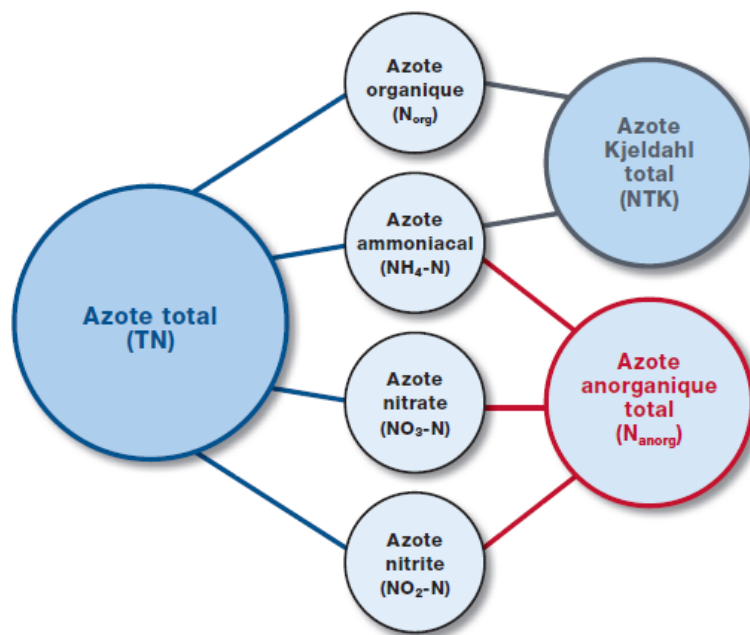 Azote total
(TN)
Azote
organique
(Norg)
Azote
ammoniacal
(NH₄-N)
Azote
nitrate
(NO₃-N)
Azote
nitrite
(NO₂-N)
Azote
Kjeldahl
total
(NTK)
Azote
anorganique
total
(Nanorg)